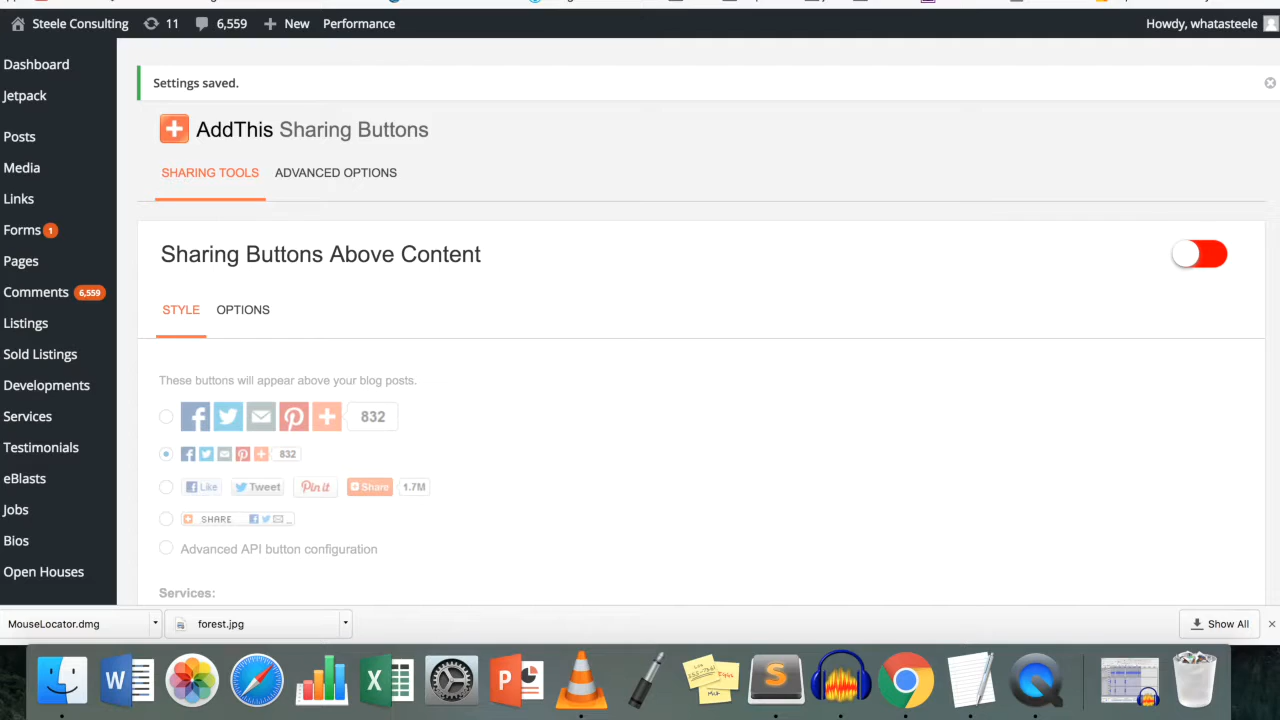 Steele Consulting 11 6,559 New Performance Howdy, whatasteele
Dashboard
Jetpack
Posts
Media
Links
Forms 1
Pages
Comments 6,559
Listings
Sold Listings
Developments
Services
Testimonials
eBlasts
Jobs
Bios
Open Houses
Settings saved.
AddThis Sharing Buttons
SHARING TOOLS ADVANCED OPTIONS
Sharing Buttons Above Content
STYLE OPTIONS
These buttons will appear above your blog posts.
832
832
Like Tweet Pin it Share 1.7M
SHARE
Advanced API button configuration
Services:
MouseLocator.dmg forest.jpg Show All